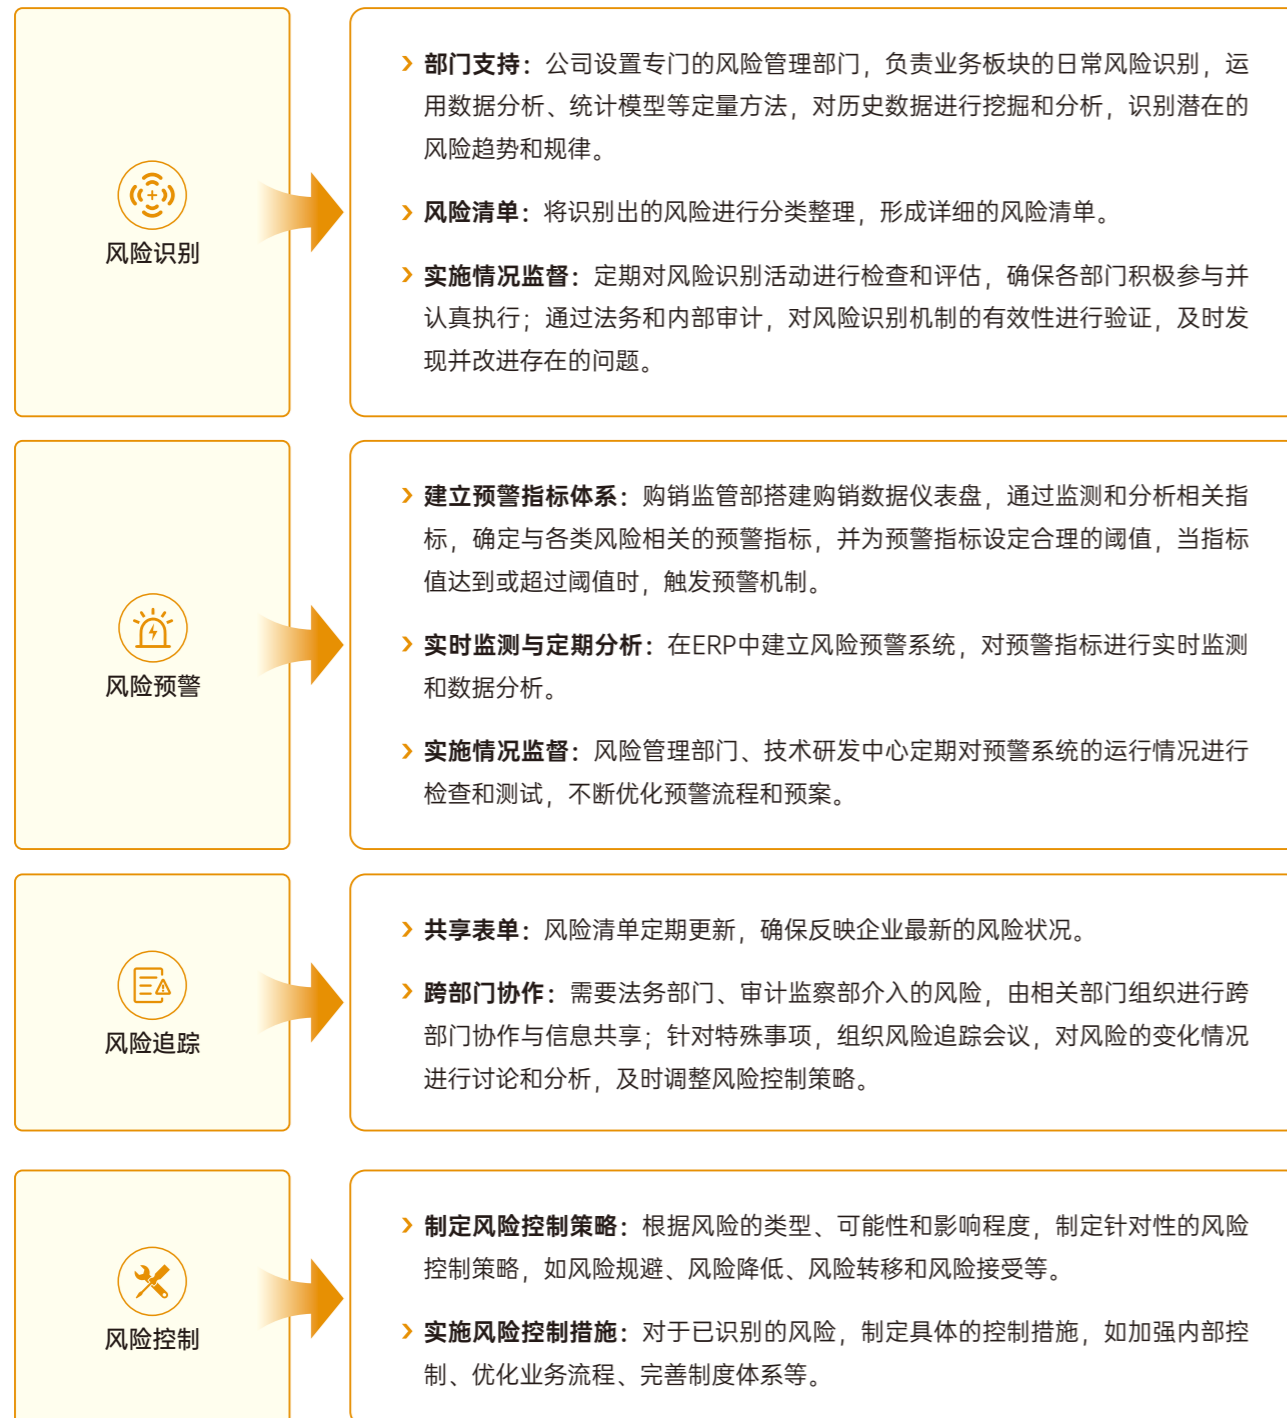 风险识别
部门支持：公司设置专门的风险管理部门，负责业务板块的日常风险识别，运
用数据分析、统计模型等定量方法，对历史数据进行挖掘和分析，识别潜在的
风险趋势和规律。
风险清单：将识别出的风险进行分类整理，形成详细的风险清单。
实施情况监督：定期对风险识别活动进行检查和评估，确保各部门积极参与并
认真执行；通过法务和内部审计，对风险识别机制的有效性进行验证，及时发
现并改进存在的问题。
风险预警
建立预警指标体系：购销监管部搭建购销数据仪表盘，通过监测和分析相关指
标，确定与各类风险相关的预警指标，并为预警指标设定合理的阈值，当指标
值达到或超过阈值时，触发预警机制。
实时监测与定期分析：在ERP中建立风险预警系统，对预警指标进行实时监测
和数据分析。
实施情况监督：风险管理部门、技术研发中心定期对预警系统的运行情况进行
检查和测试，不断优化预警流程和预案。
风险追踪
共享表单：风险清单定期更新，确保反映企业最新的风险状况。
跨部门协作：需要法务部门、审计监察部介入的风险，由相关部门组织进行跨
部门协作与信息共享；针对特殊事项，组织风险追踪会议，对风险的变化情况
进行讨论和分析，及时调整风险控制策略。
风险控制
制定风险控制策略：根据风险的类型、可能性和影响程度，制定针对性的风险
控制策略，如风险规避、风险降低、风险转移和风险接受等。
实施风险控制措施：对于已识别的风险，制定具体的控制措施，如加强内部控
制、优化业务流程、完善制度体系等。